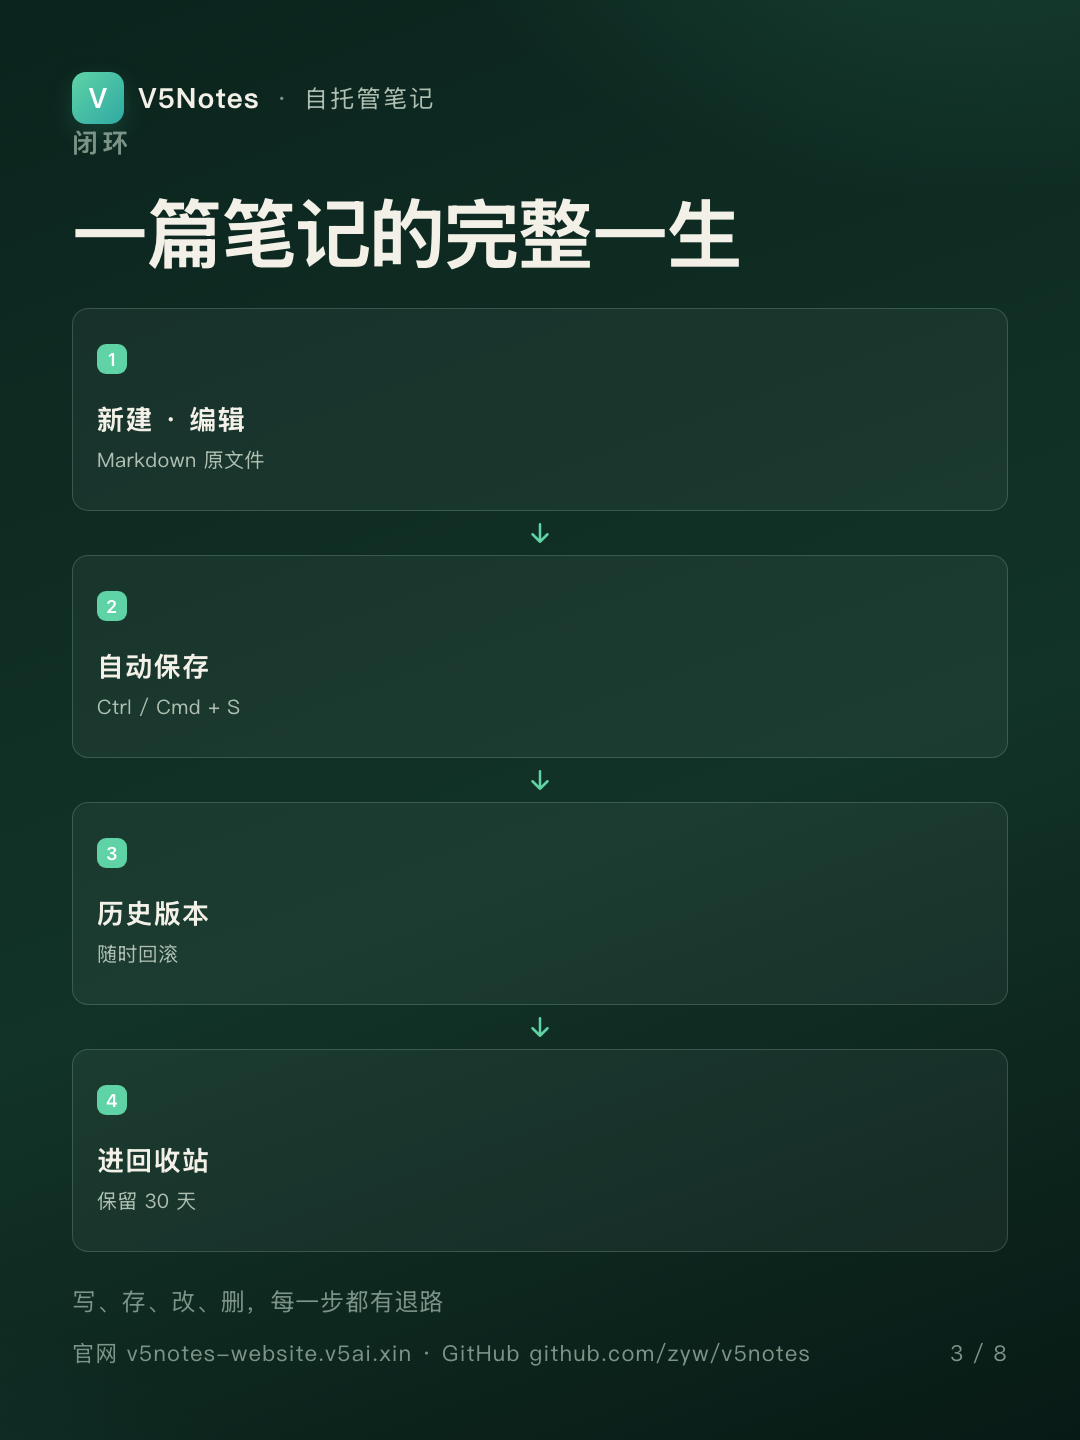 V V5Notes · 自托管笔记
闭环
一篇笔记的完整一生
1
新建 · 编辑
Markdown 原文件
↓
2
自动保存
Ctrl / Cmd + S
↓
3
历史版本
随时回滚
↓
4
进回收站
保留 30 天
写、存、改、删，每一步都有退路
官网 v5notes-website.v5ai.xin · GitHub github.com/zyw/v5notes 3 / 8